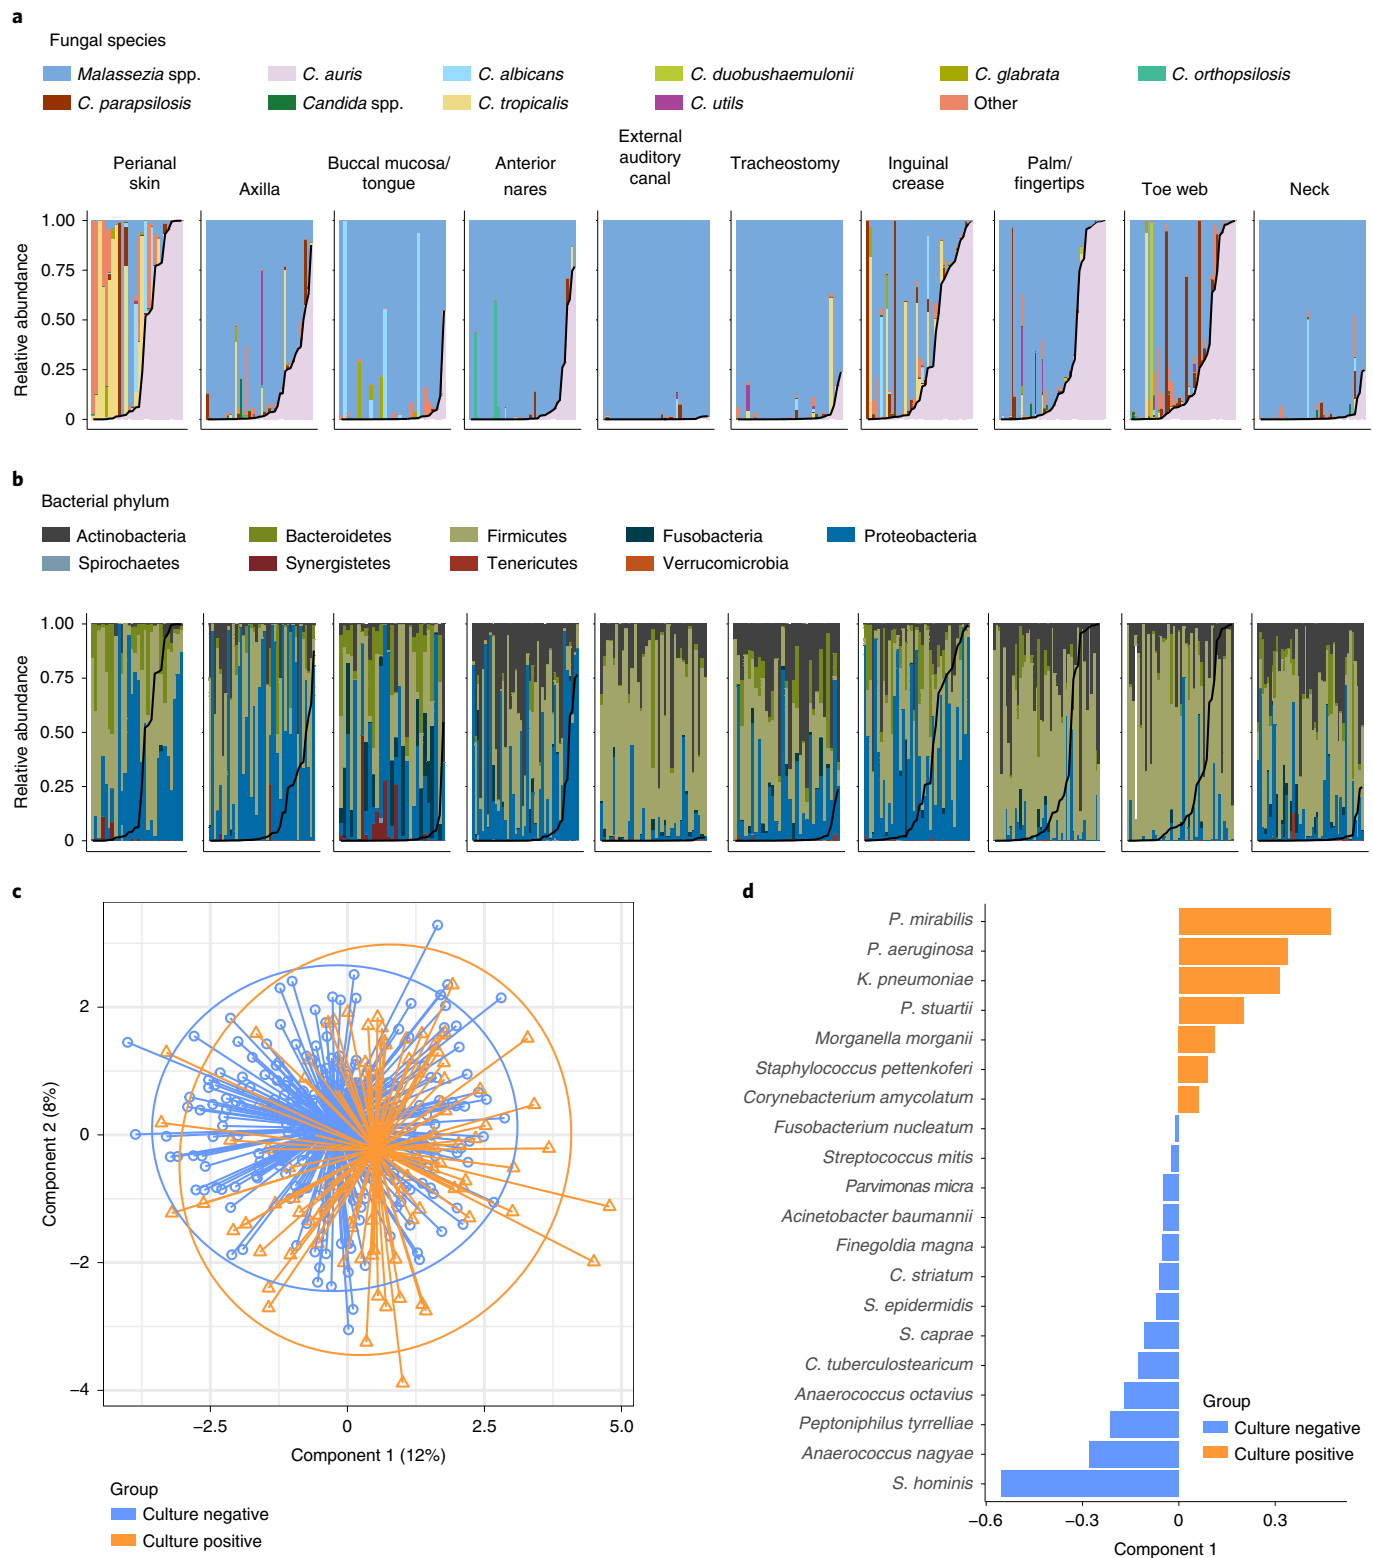 a
Fungal species
Malassezia spp.
C. auris
C. albicans
C. duobushaemulonii
C. glabrata
C. orthopsilosis
C. parapsilosis
Candida spp.
C. tropicalis
C. utils
Other
Perianal
skin
Axilla
Buccal mucosa/
tongue
Anterior
nares
External
auditory
canal
Tracheostomy
Inguinal
crease
Palm/
fingertips
Toe web
Neck
Relative abundance
1.00
0.75
0.50
0.25
0
b
Bacterial phylum
Actinobacteria
Bacteroidetes
Firmicutes
Fusobacteria
Proteobacteria
Spirochaetes
Synergistetes
Tenericutes
Verrucomicrobia
Relative abundance
1.00
0.75
0.50
0.25
0
c
Component 2 (8%)
2
0
−2
−4
−2.5
0
2.5
5.0
Component 1 (12%)
Group
Culture negative
Culture positive
d
P. mirabilis
P. aeruginosa
K. pneumoniae
P. stuartii
Morganella morganii
Staphylococcus pettenkoferi
Corynebacterium amycolatum
Fusobacterium nucleatum
Streptococcus mitis
Parvimonas micra
Acinetobacter baumannii
Finegoldia magna
C. striatum
S. epidermidis
S. caprae
C. tuberculostearicum
Anaerococcus octavius
Peptoniphilus tyrrelliae
Anaerococcus nagyae
S. hominis
Group
Culture negative
Culture positive
−0.6
−0.3
0
0.3
Component 1